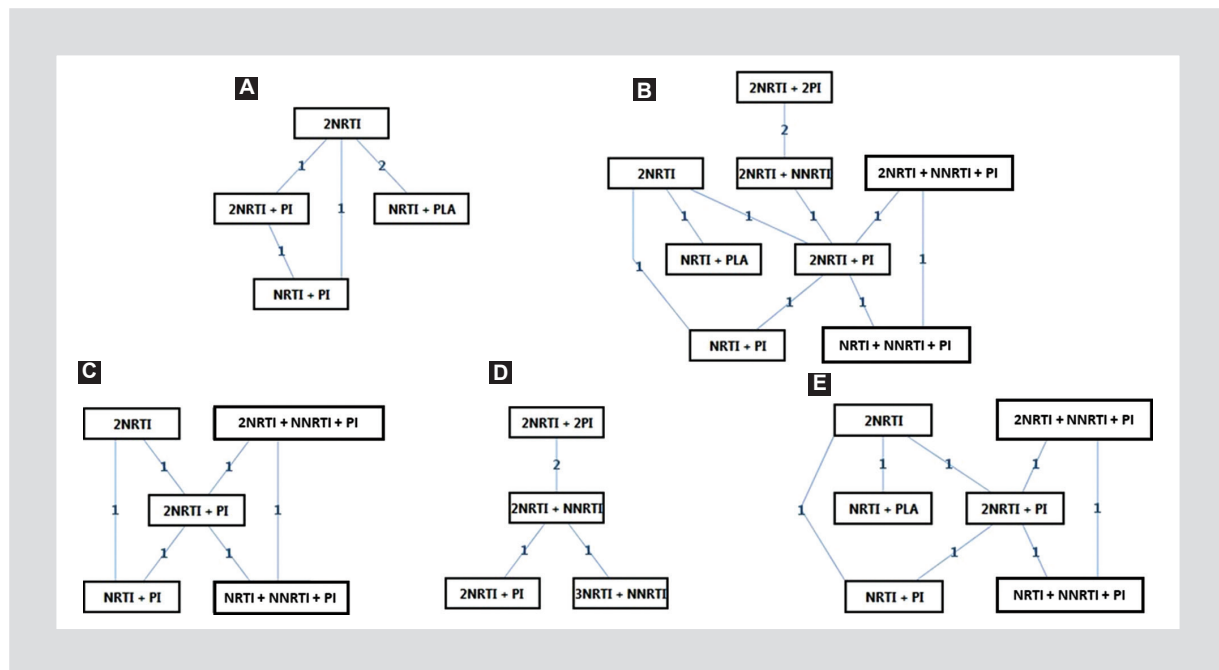 A
2NRTI
1
1
2
2NRTI + PI
NRTI + PLA
1
NRTI + PI
B
2NRTI + 2PI
2
2NRTI
2NRTI + NNRTI
2NRTI + NNRTI + PI
1
1
1
1
NRTI + PLA
2NRTI + PI
1
1
1
1
NRTI + PI
NRTI + NNRTI + PI
C
2NRTI
2NRTI + NNRTI + PI
1
1
2NRTI + PI
1
1
1
1
NRTI + PI
NRTI + NNRTI + PI
D
2NRTI + 2PI
2
2NRTI + NNRTI
1
1
2NRTI + PI
3NRTI + NNRTI
E
2NRTI
2NRTI + NNRTI + PI
1
1
1
NRTI + PLA
2NRTI + PI
1
1
1
1
NRTI + PI
NRTI + NNRTI + PI